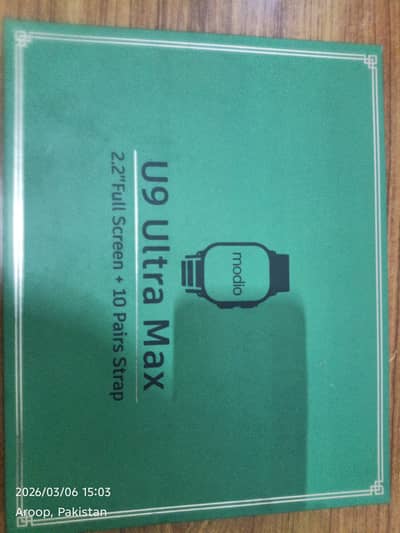 modio
U9 Ultra Max
2.2"Full Screen + 10 Pairs Strap
2026/03/06 15:03
Aroop, Pakistan